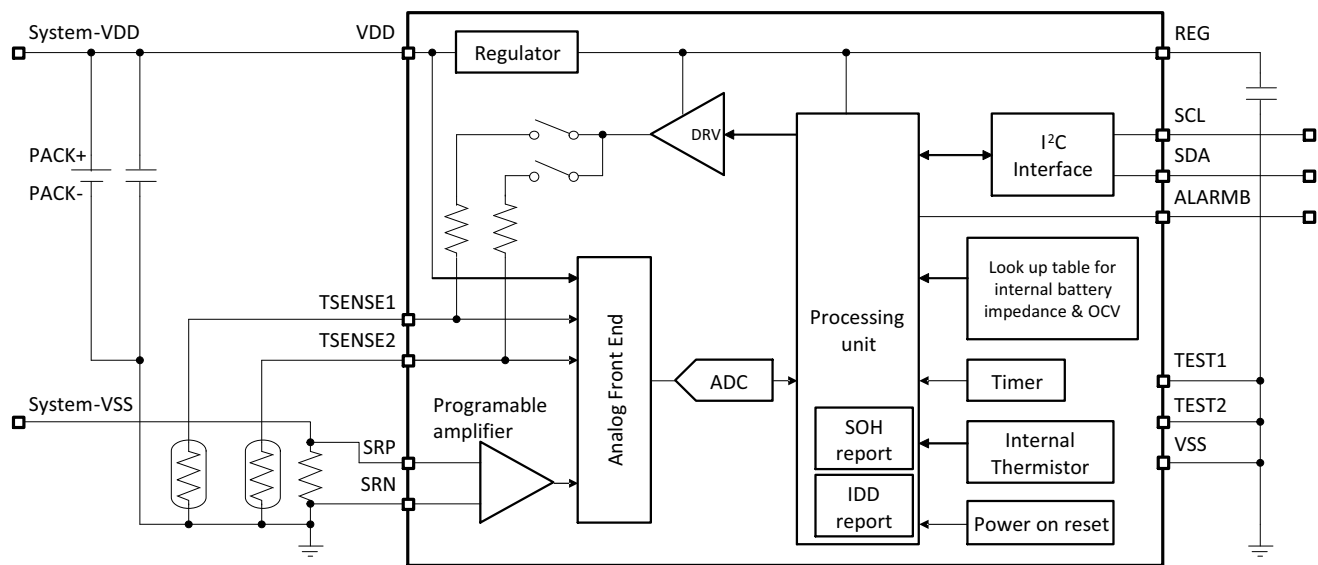 System-VDD
VDD
Regulator
REG
DRV
I²C
Interface
SCL
SDA
ALARMB
PACK+
PACK-
Look up table for
internal battery
impedance & OCV
TSENSE1
TSENSE2
Analog Front End
Processing
unit
ADC
Timer
TEST1
TEST2
VSS
System-VSS
Programable
amplifier
SRP
SRN
SOH
report
Internal
Thermistor
IDD
report
Power on reset